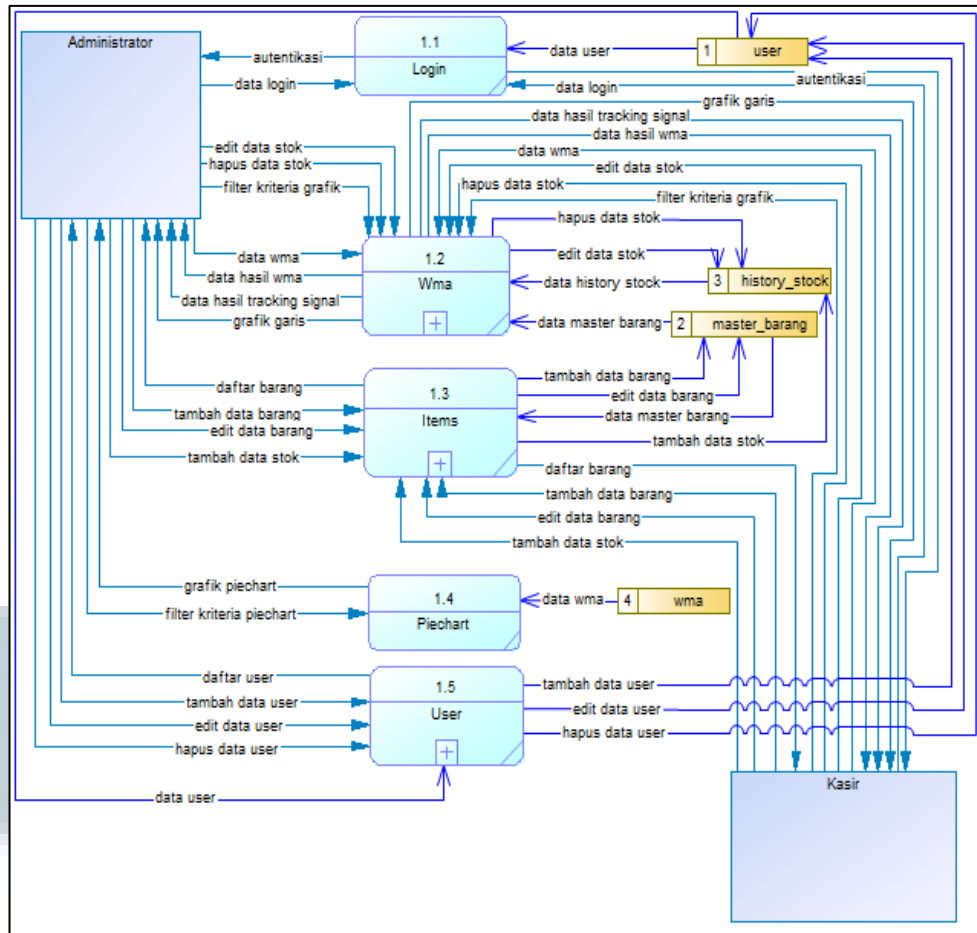 Administrator
1.1
Login
autentikasi
data login
data user
1 user
autentikasi
data login
grafik garis
data hasil tracking signal
data hasil wma
data wma
edit data stok
hapus data stok
filter kriteria grafik
edit data stok
hapus data stok
filter kriteria grafik
hapus data stok
edit data stok
data history stock
3 history_stock
data wma
data hasil wma
data hasil tracking signal
grafik garis
1.2
Wma
data master barang
2 master_barang
daftar barang
tambah data barang
edit data barang
tambah data stok
1.3
Items
tambah data barang
edit data barang
data master barang
tambah data stok
daftar barang
tambah data barang
edit data barang
tambah data stok
grafik piechart
filter kriteria piechart
1.4
Piechart
data wma
4 wma
daftar user
tambah data user
edit data user
hapus data user
1.5
User
tambah data user
edit data user
hapus data user
data user
Kasir